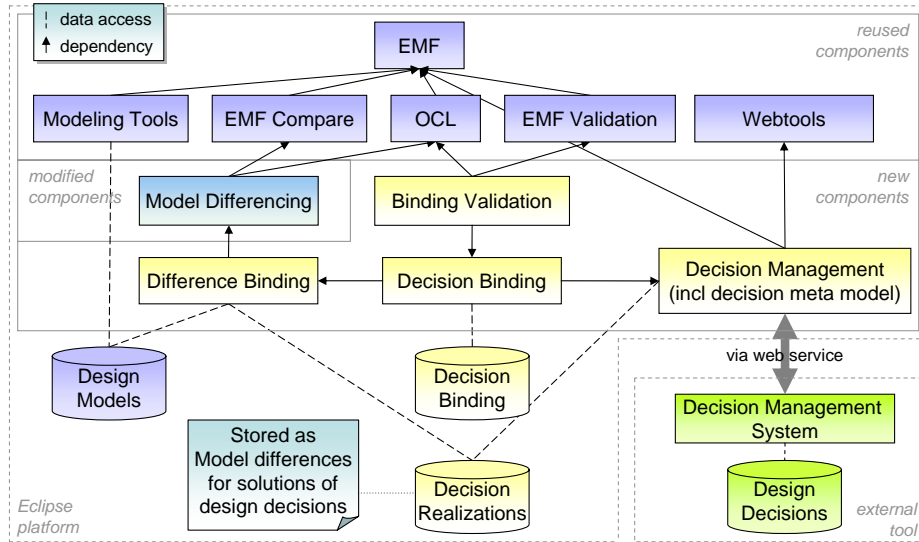 data access
dependency
EMF
reused
components
Modeling Tools
EMF Compare
OCL
EMF Validation
Webtools
modified
components
new
components
Model Differencing
Binding Validation
Difference Binding
Decision Binding
Decision Management
(incl decision meta model)
via web service
Design
Models
Decision
Binding
Decision Management
System
Stored as
Model differences
for solutions of
design decisions
Decision
Realizations
Design
Decisions
Eclipse
platform
external
tool